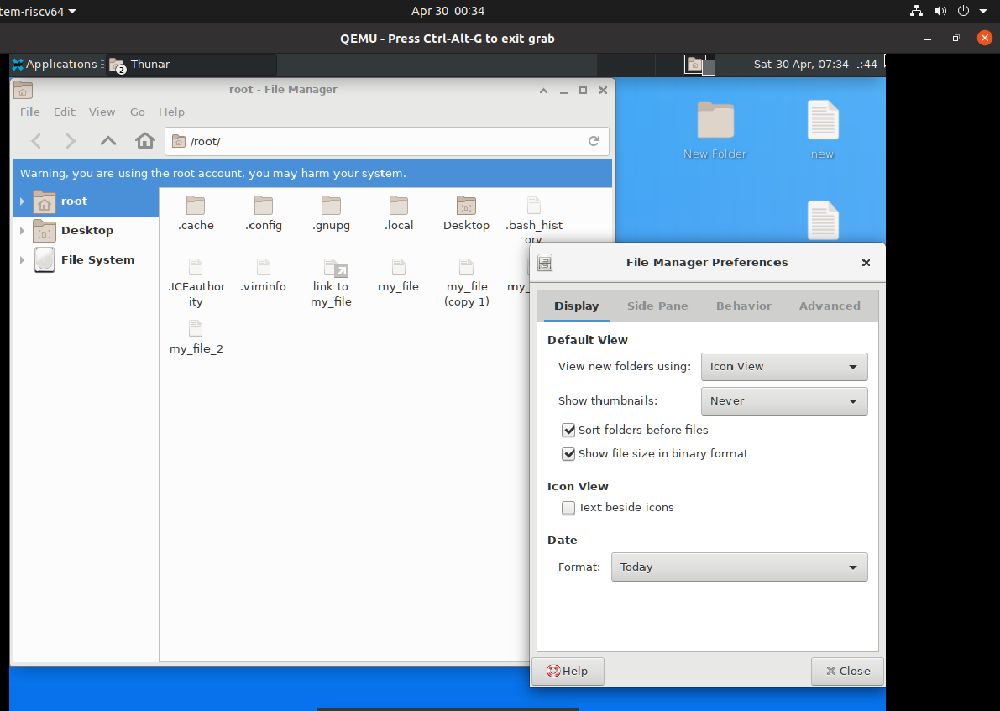 tem-riscv64
Apr 30 00:34
QEMU - Press Ctrl-Alt-G to exit grab
Applications
2
Thunar
Sat 30 Apr, 07:34
.:44
root - File Manager
File Edit View Go Help
/root/
Warning, you are using the root account, you may harm your system.
root
Desktop
File System
.cache
.config
.gnupg
.local
Desktop
.bash_hist
ory
.ICEauthor
ity
.viminfo
link to
my_file
my_file
my_file
(copy 1)
my_
my_file_2
New Folder
new
File Manager Preferences
Display Side Pane Behavior Advanced
Default View
View new folders using: Icon View
Show thumbnails: Never
Sort folders before files
Show file size in binary format
Icon View
Text beside icons
Date
Format: Today
Help
Close